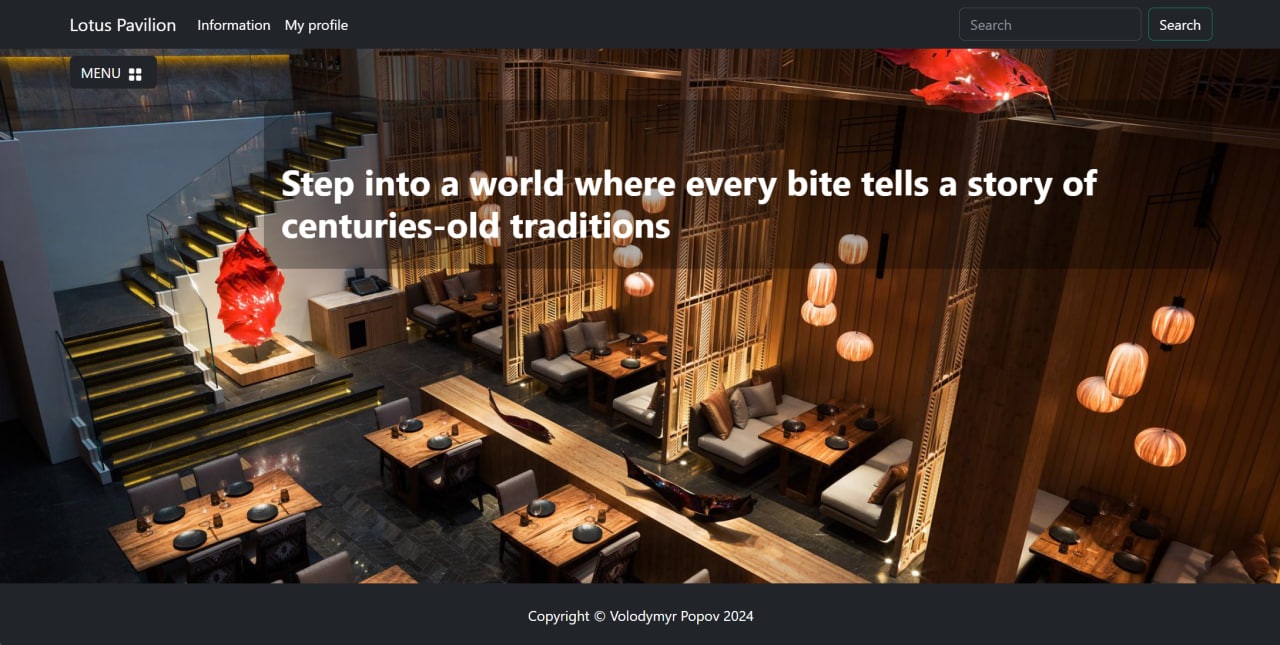 Lotus Pavilion Information My profile Search Search
MENU
Step into a world where every bite tells a story of
centuries-old traditions
Copyright © Volodymyr Popov 2024